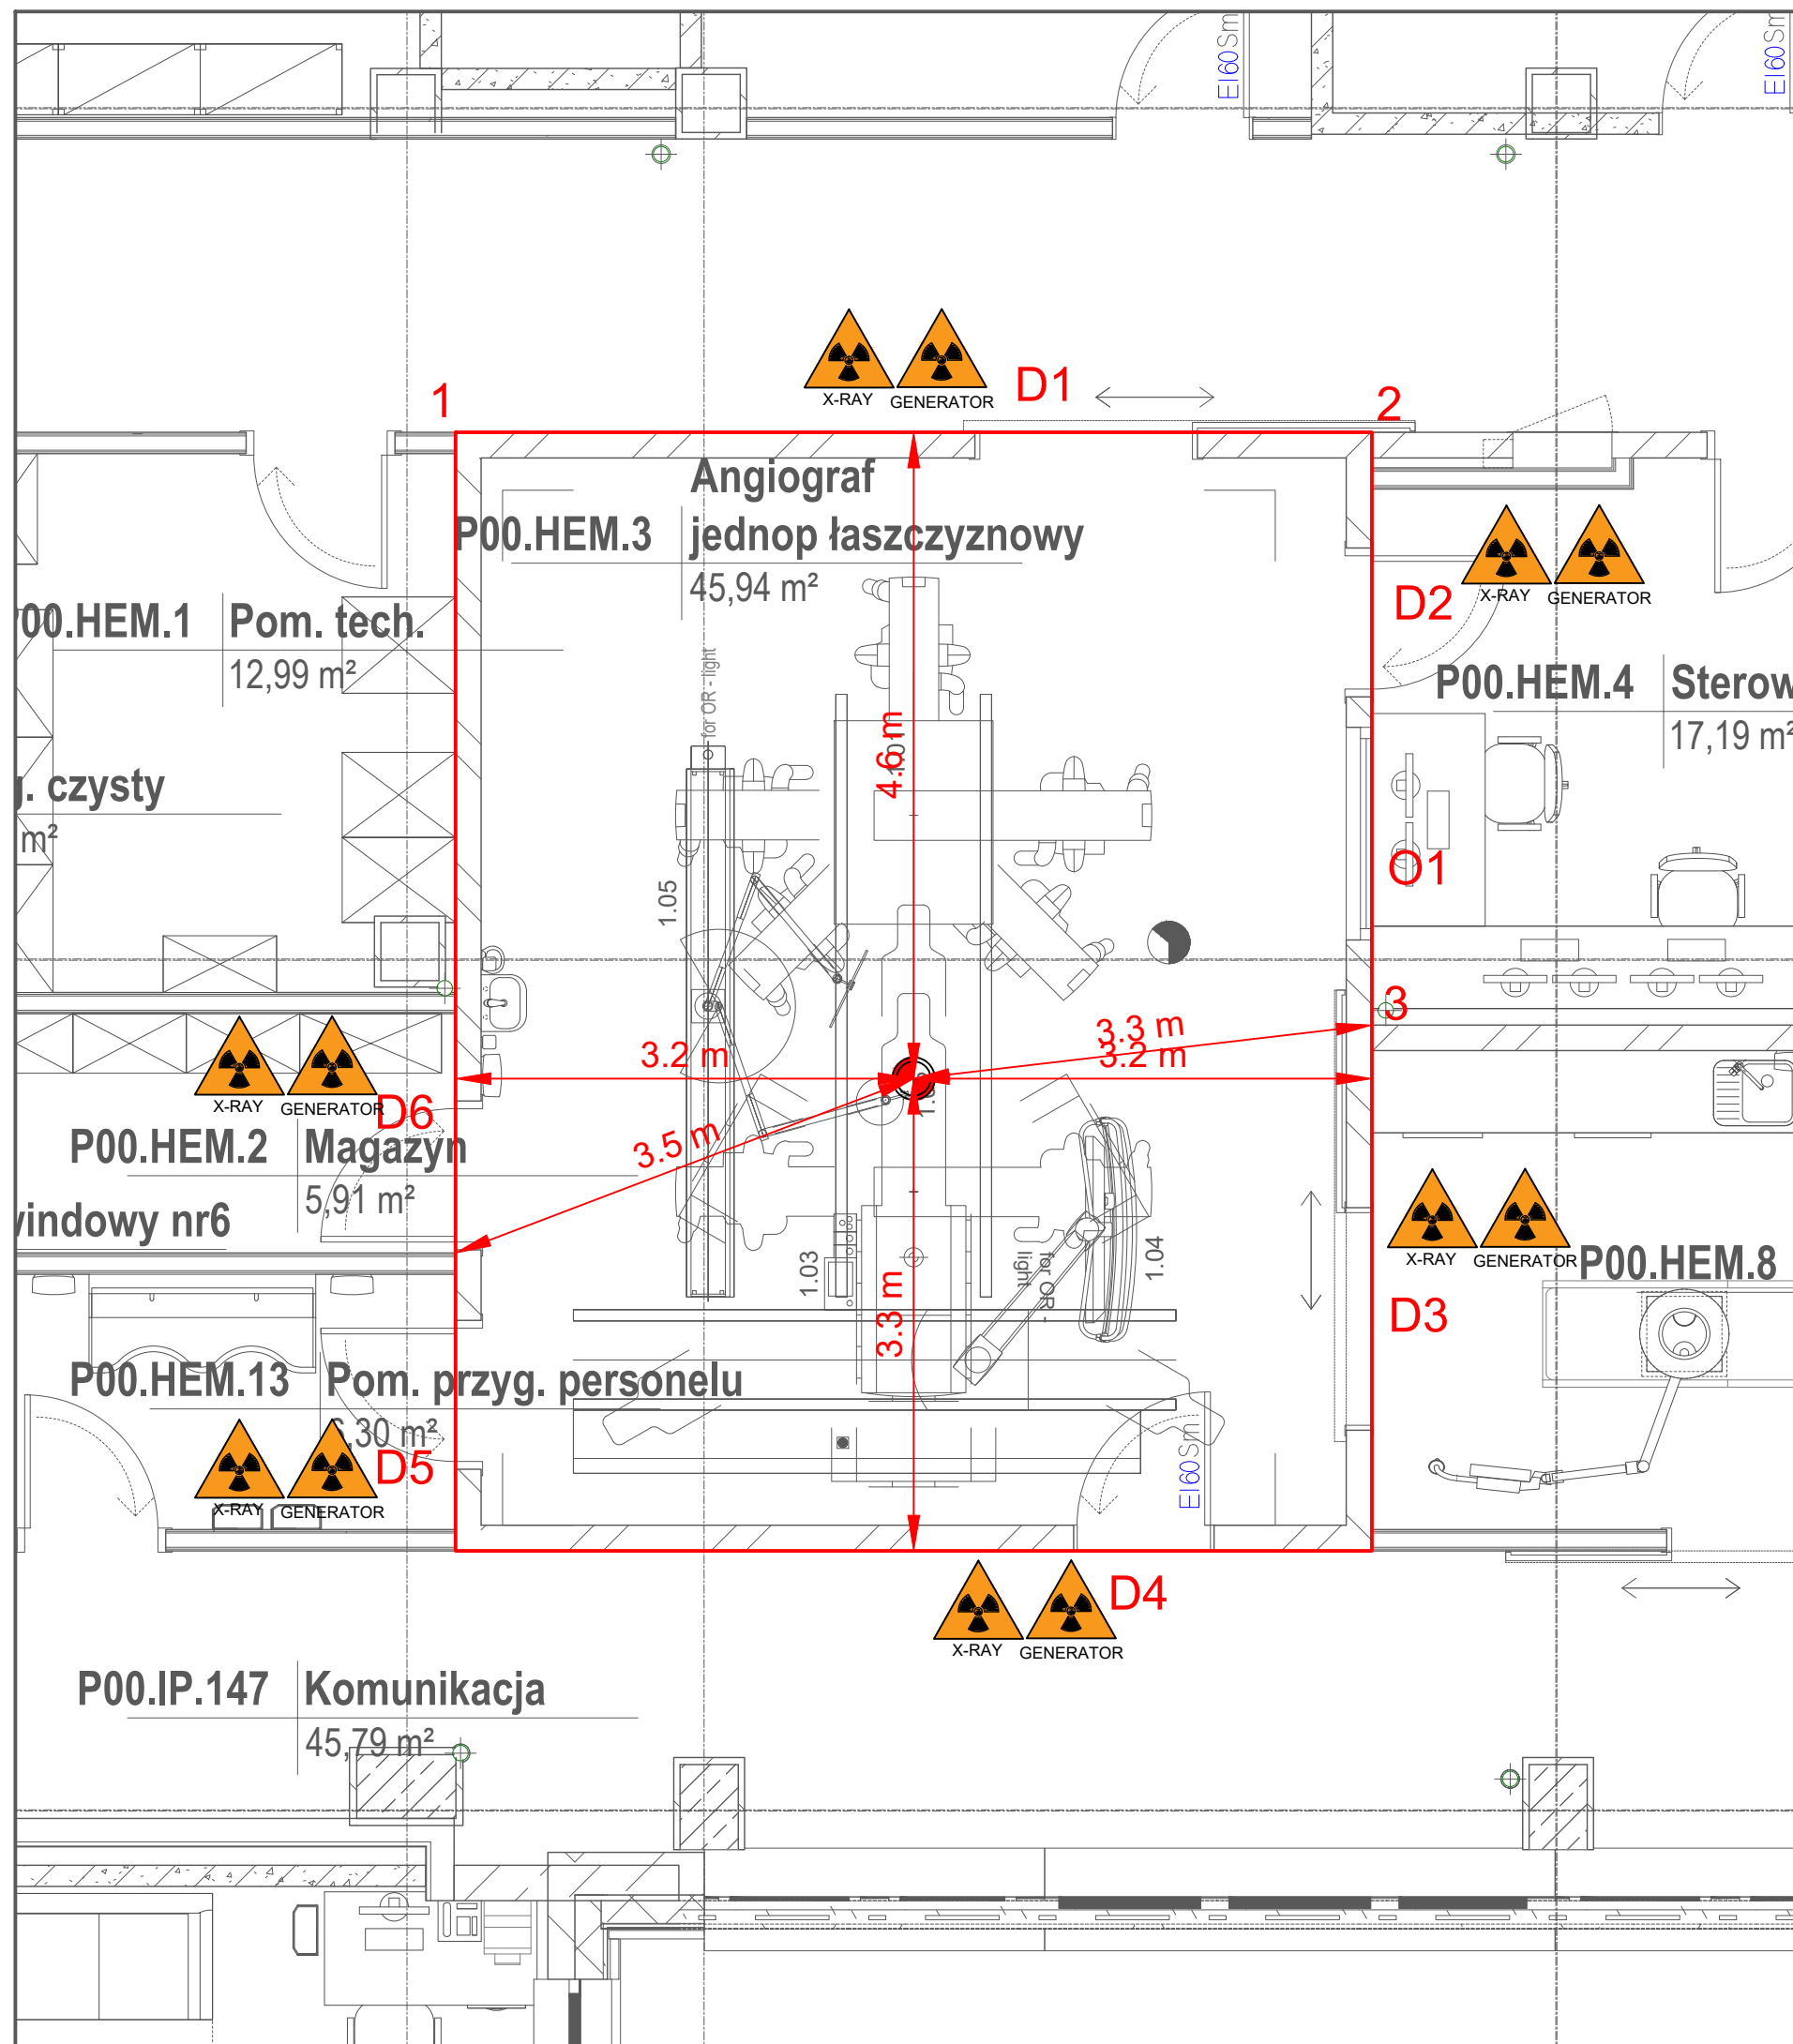 EI60Sm
EI60Sm
X-RAY GENERATOR
D1
1
2
Angiograf
P00.HEM.3 jednop łaszczyznowy
45,94 m²
X-RAY GENERATOR
D2
00.HEM.1 Pom. tech.
12,99 m²
for OR - light
P00.HEM.4 Sterow
17,19 m²
4.6 m
czysty
m²
O1
1.05
3
3.3 m
3.2 m
3.2 m
X-RAY GENERATOR
D6
P00.HEM.2 Magazyn
5,91 m²
3.5 m
windowy nr6
X-RAY GENERATOR
P00.HEM.8
1.03
for OR -
light
1.04
3.3 m
D3
P00.HEM.13 Pom. przyg. personelu
6,30 m²
D5
X-RAY GENERATOR
EI60Sm
X-RAY GENERATOR
D4
P00.IP.147 Komunikacja
45,79 m²